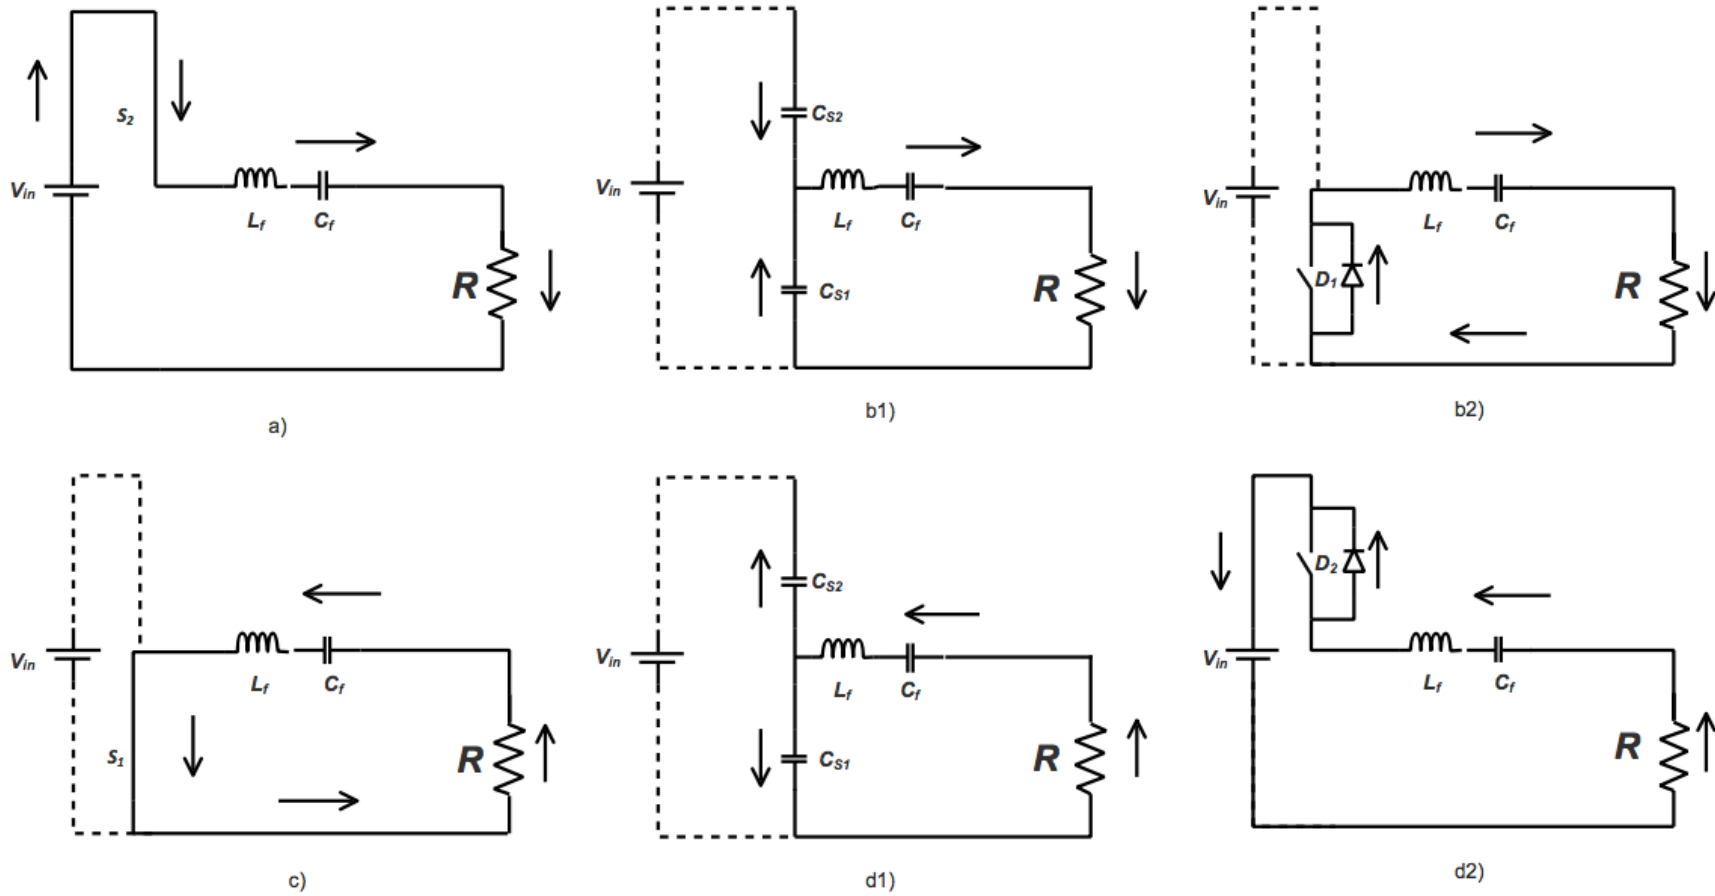 S2
Vin
Lf
Cf
R
a)
CS2
Vin
Lf
Cf
CS1
R
b1)
Vin
Lf
Cf
D1
R
b2)
Vin
Lf
Cf
S1
R
c)
CS2
Vin
Lf
Cf
CS1
R
d1)
D2
Vin
Lf
Cf
R
d2)